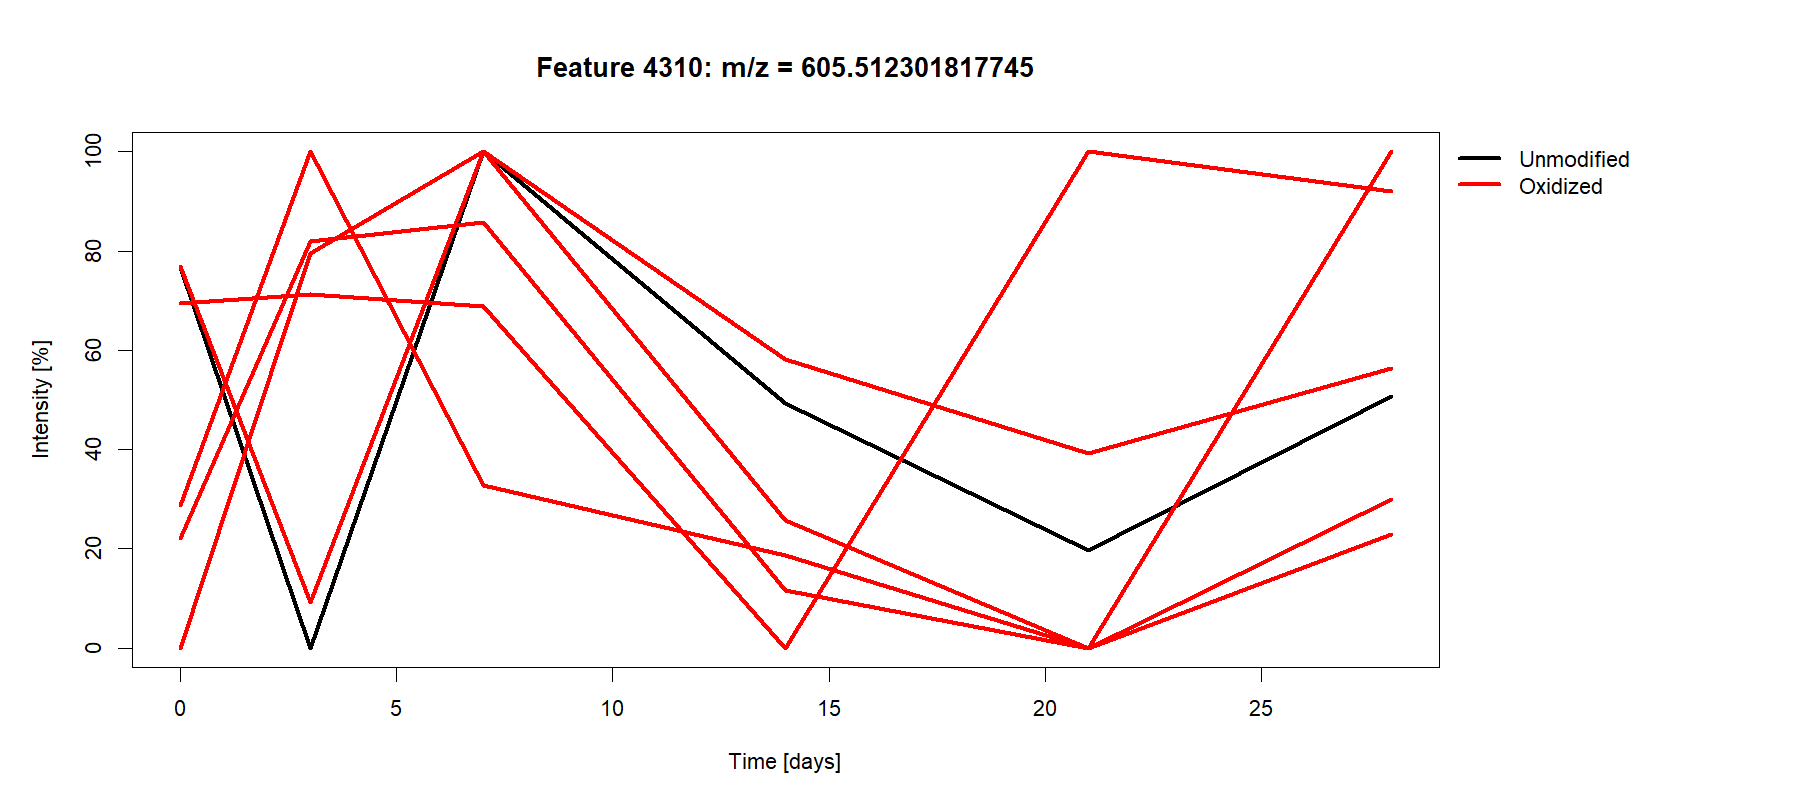 Feature 4310: m/z = 605.512301817745
Unmodified
Oxidized
100
80
60
40
20
0
Intensity [%]
0 5 10 15 20 25
Time [days]